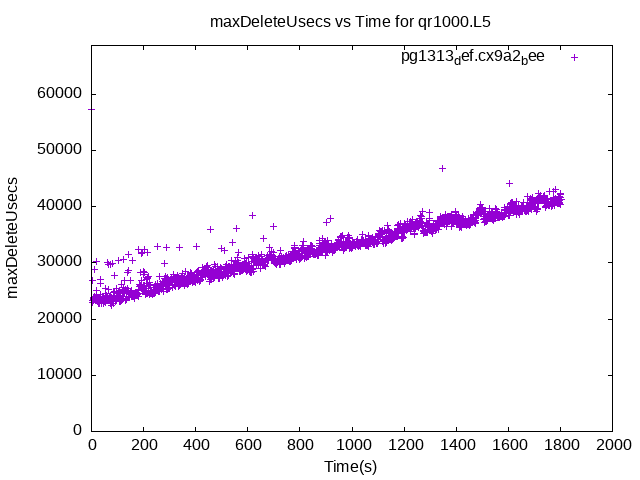 maxDeleteUsecs vs Time for qr1000.L5
pg1313def.cx9a2bee
60000
50000
40000
30000
20000
10000
0
maxDeleteUsecs
0 200 400 600 800 1000 1200 1400 1600 1800 2000
Time(s)